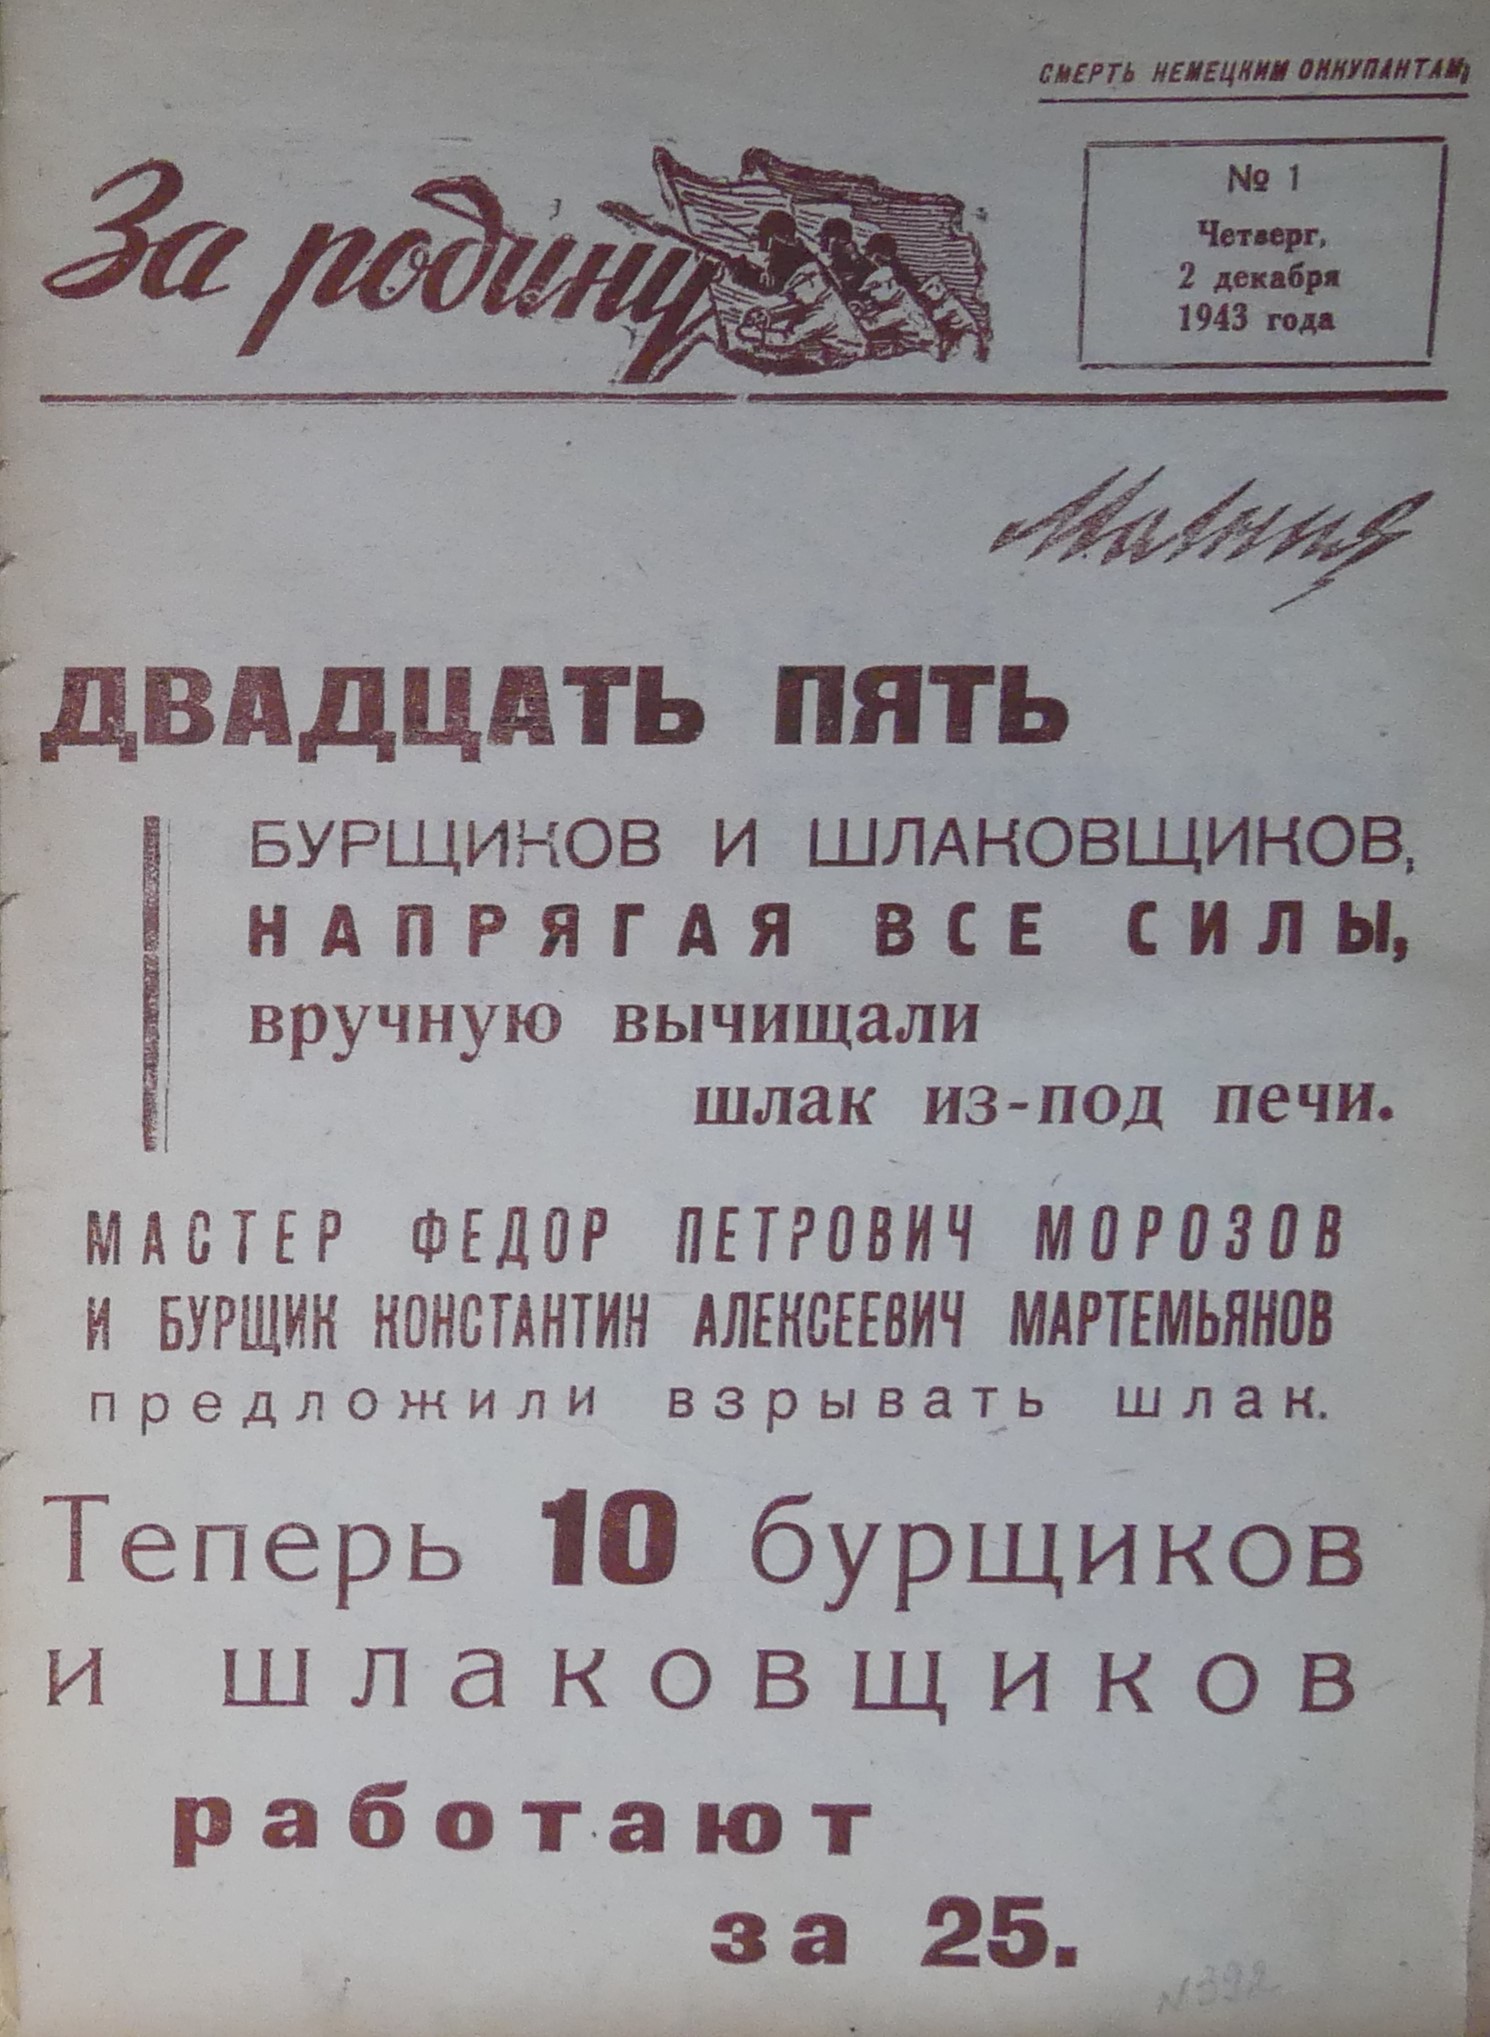 СМЕРТЬ НЕМЕЦКИМ ОККУПАНТАМ!
За родину
№ 1
Четверг,
2 декабря
1943 года
Молния
ДВАДЦАТЬ ПЯТЬ
БУРЩИКОВ И ШЛАКОВЩИКОВ,
НАПРЯГАЯ ВСЕ СИЛЫ,
вручную вычищали
шлак из-под печи.
МАСТЕР ФЕДОР ПЕТРОВИЧ МОРОЗОВ
И БУРЩИК КОНСТАНТИН АЛЕКСЕЕВИЧ МАРТЕМЬЯНОВ
предложили взрывать шлак.
Теперь 10 бурщиков
и шлаковщиков
работают
за 25.
N392